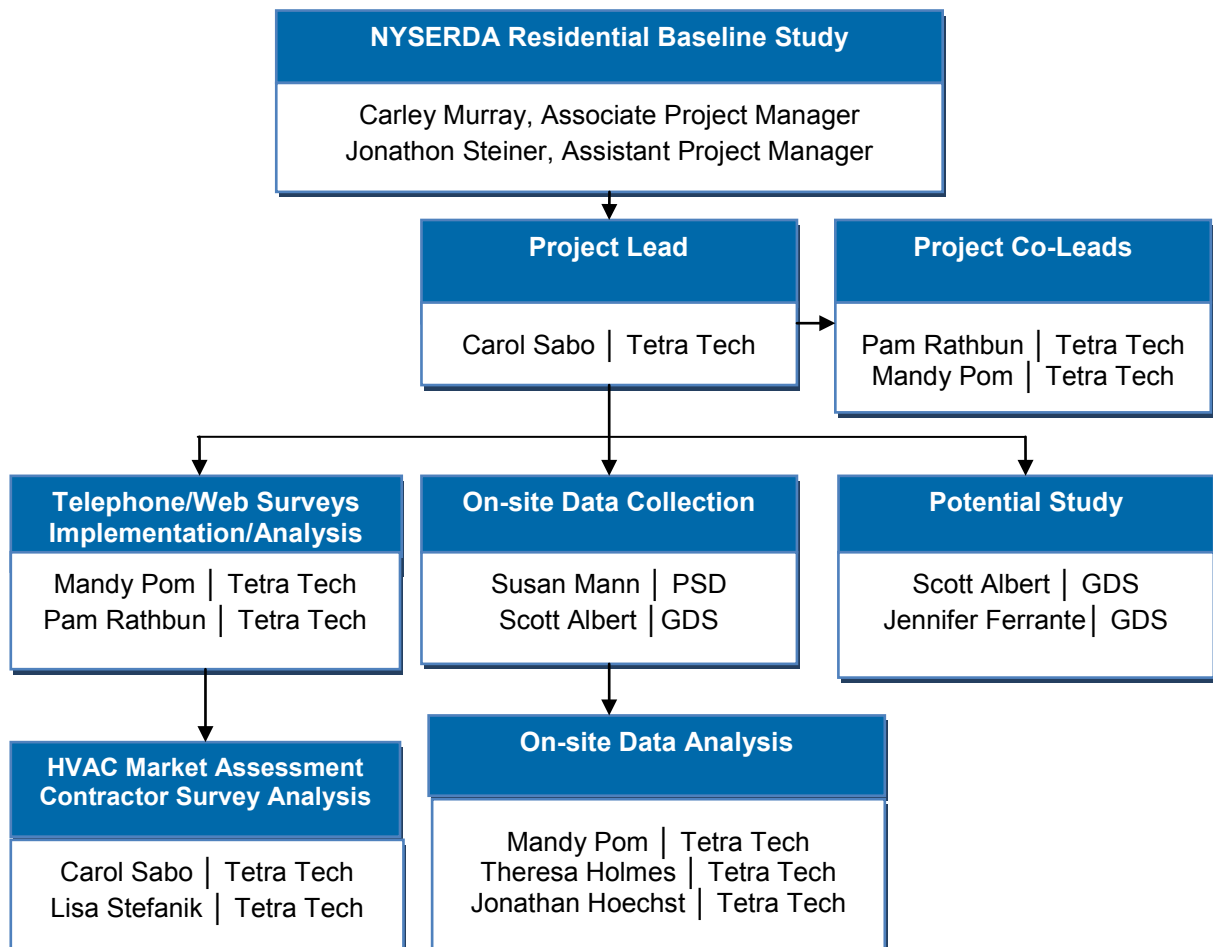 NYSERDA Residential Baseline Study
Carley Murray, Associate Project Manager
Jonathon Steiner, Assistant Project Manager
Project Lead
Carol Sabo │ Tetra Tech
Project Co-Leads
Pam Rathbun │ Tetra Tech
Mandy Pom │ Tetra Tech
Telephone/Web Surveys
Implementation/Analysis
Mandy Pom │ Tetra Tech
Pam Rathbun │ Tetra Tech
On-site Data Collection
Susan Mann │ PSD
Scott Albert │GDS
Potential Study
Scott Albert │ GDS
Jennifer Ferrante│ GDS
HVAC Market Assessment
Contractor Survey Analysis
Carol Sabo │ Tetra Tech
Lisa Stefanik │ Tetra Tech
On-site Data Analysis
Mandy Pom │ Tetra Tech
Theresa Holmes │ Tetra Tech
Jonathan Hoechst │ Tetra Tech